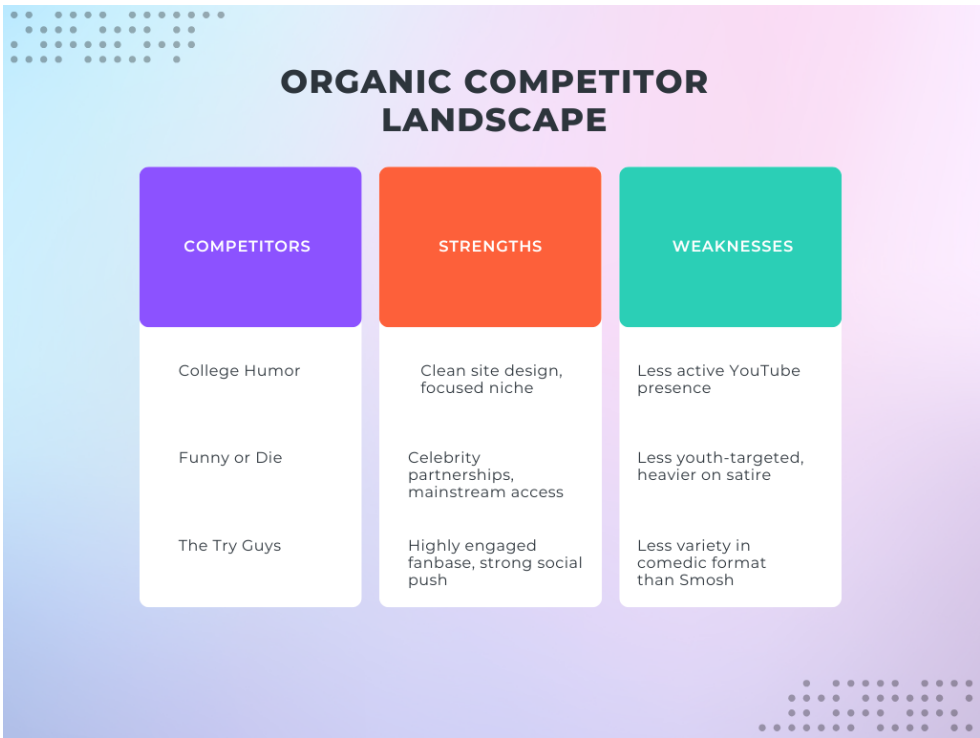 ORGANIC COMPETITOR
LANDSCAPE
COMPETITORS
STRENGTHS
WEAKNESSES
College Humor
Clean site design,
focused niche
Less active YouTube
presence
Funny or Die
Celebrity
partnerships,
mainstream access
Less youth-targeted,
heavier on satire
The Try Guys
Highly engaged
fanbase, strong social
push
Less variety in
comedic format
than Smosh